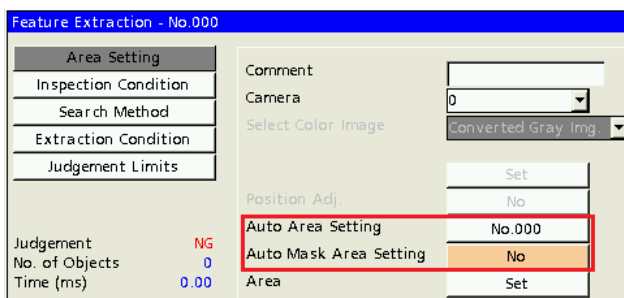 Feature Extraction - No.000
Area Setting
Inspection Condition
Search Method
Extraction Condition
Judgement Limits
Judgement NG
No. of Objects 0
Time (ms) 0.00
Comment
Camera 0
Select Color Image Converted Gray Img.
Set
Position Adj. No
Auto Area Setting No.000
Auto Mask Area Setting No
Area Set